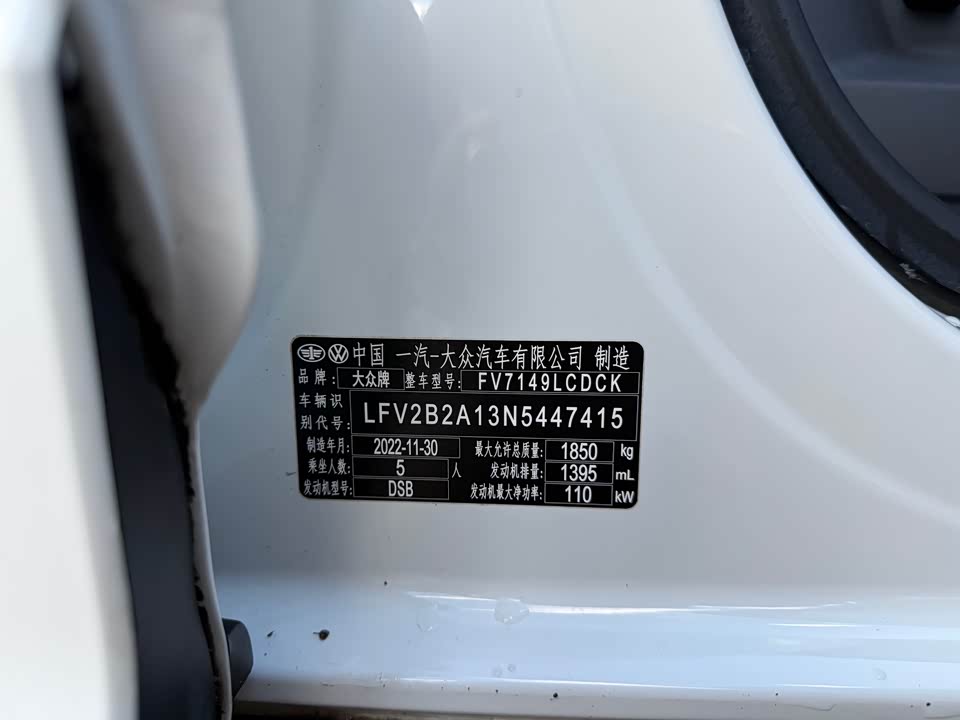 中国 一汽-大众汽车有限公司 制造
品牌: 大众牌 整车型号: FV7149LCDCK
车辆识别代号: LFV2B2A13N5447415
制造年月: 2022-11-30 最大允许总质量: 1850 kg
乘坐人数: 5 人 发动机排量: 1395 mL
发动机型号: DSB 发动机最大净功率: 110 kW